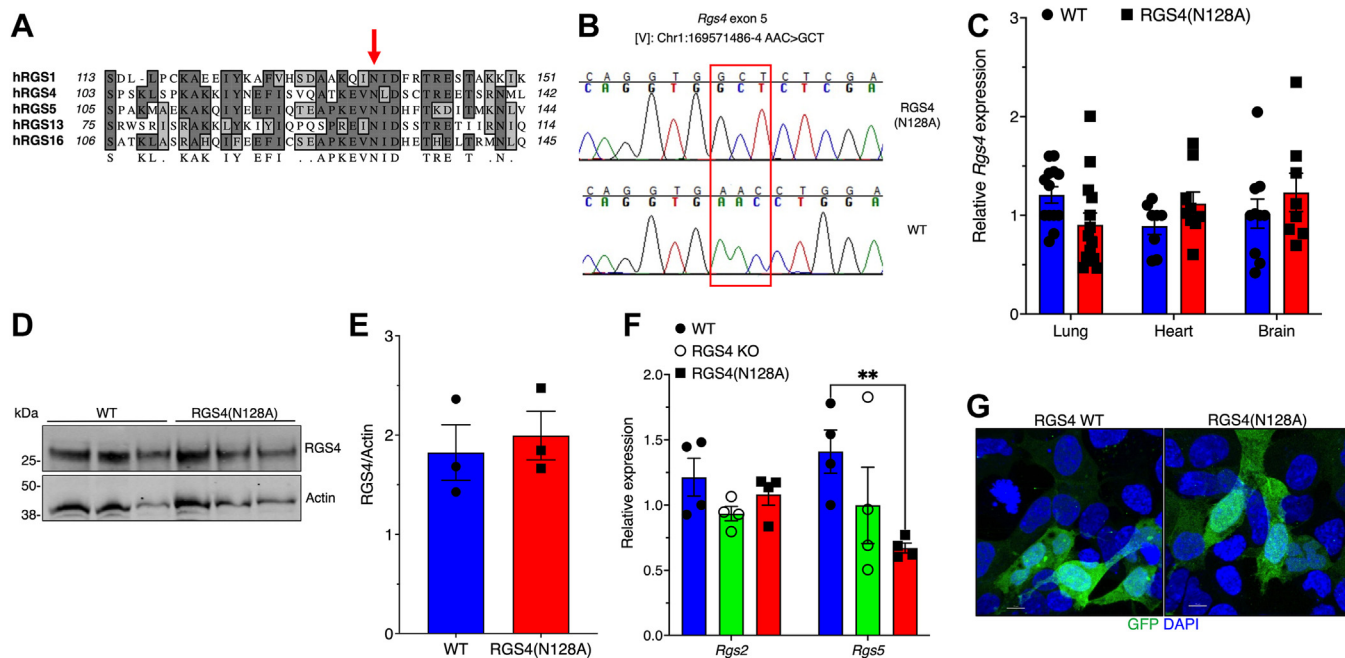 A
hRGS1 113 SDL-LPCKAEEIYKAFVHSDAAKQINIDFRTRESTAKKIK 151
hRGS4 103 SPSKLSPKAKKIYNEFISVQATKEVNLDSCTREETSRNML 142
hRGS5 105 SPAKMAEKAKQIYEEFIQTEAPKEVNIDHFTKDITMKNLV 144
hRGS13 75 SRWSRISRAKKLYKIYIQPQSPREINIDSSTRETIIRNIQ 114
hRGS16 106 SATKLASRAHQIFEEFICSEAPKEVNIDHETHELTRMNLQ 145
S KL. KAK IY EFI ..APKEVNID TRE T .N. .
B
Rgs4 exon 5
[V]: Chr1:169571486-4 AAC>GCT
C A G G T G G C T C T C G A
C A G G T G G C T C T C G A
RGS4
(N128A)
C A G G T G A A C C T G G A
C A G G T G A A C C T G G A
WT
C
WT RGS4(N128A)
Relative Rgs4 expression
3
2
1
0
Lung Heart Brain
D
kDa WT RGS4(N128A)
25- RGS4
50-
38- Actin
E
RGS4/Actin
3
2
1
0
WT RGS4(N128A)
F
WT
RGS4 KO
RGS4(N128A)
Relative expression
2.0
1.5
1.0
0.5
0.0
**
Rgs2 Rgs5
G
RGS4 WT RGS4(N128A)
GFP DAPI